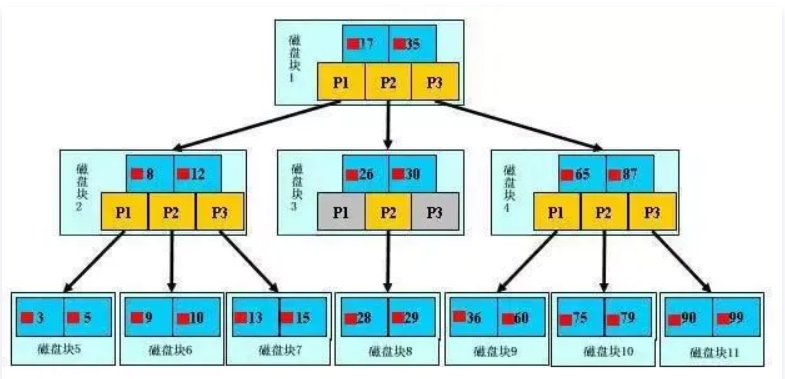 磁盘块1
17 35
P1 P2 P3
磁盘块2
8 12
P1 P2 P3
磁盘块3
26 30
P1 P2 P3
磁盘块4
65 87
P1 P2 P3
3 5
磁盘块5
9 10
磁盘块6
13 15
磁盘块7
28 29
磁盘块8
36 60
磁盘块9
75 79
磁盘块10
90 99
磁盘块11